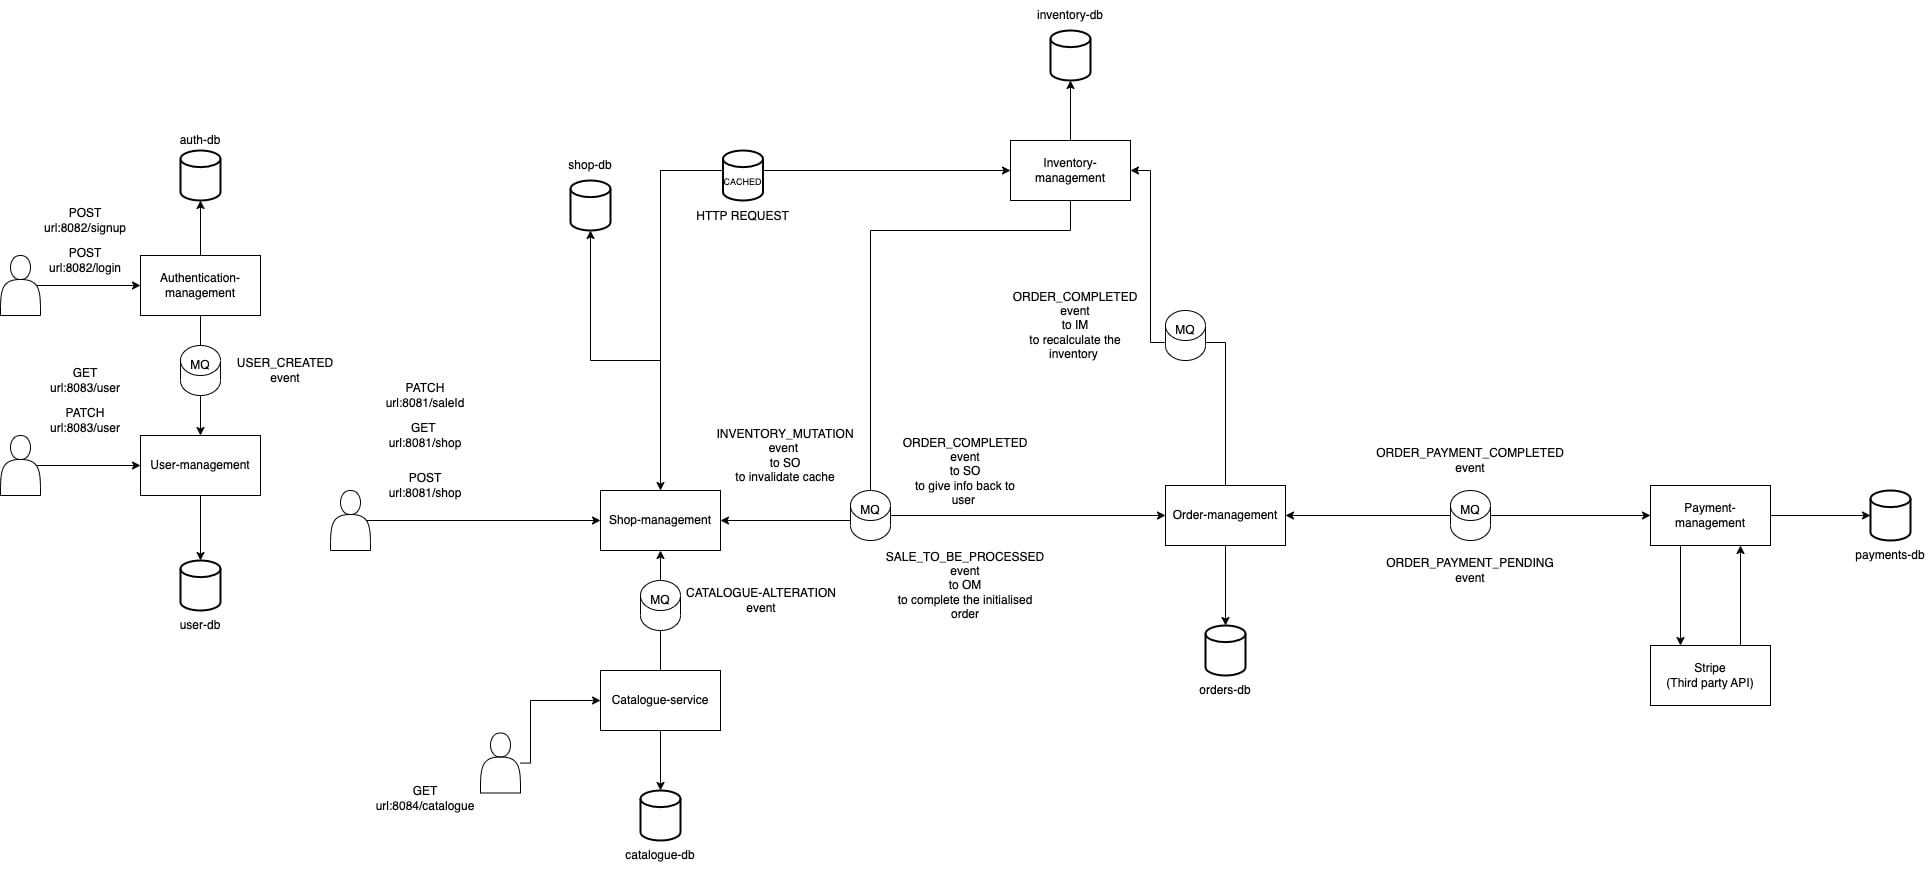 inventory-db
auth-db
shop-db
CACHED
HTTP REQUEST
Inventory-
management
POST
url:8082/signup
POST
url:8082/login
Authentication-
management
MQ
USER_CREATED
event
GET
url:8083/user
PATCH
url:8083/user
User-management
user-db
ORDER_COMPLETED
event
to IM
to recalculate the
inventory
MQ
PATCH
url:8081/saleId
GET
url:8081/shop
POST
url:8081/shop
Shop-management
INVENTORY_MUTATION
event
to SO
to invalidate cache
MQ
ORDER_COMPLETED
event
to SO
to give info back to
user
SALE_TO_BE_PROCESSED
event
to OM
to complete the initialised
order
Order-management
orders-db
ORDER_PAYMENT_COMPLETED
event
MQ
ORDER_PAYMENT_PENDING
event
Payment-
management
payments-db
Stripe
(Third party API)
MQ
CATALOGUE-ALTERATION
event
Catalogue-service
GET
url:8084/catalogue
catalogue-db